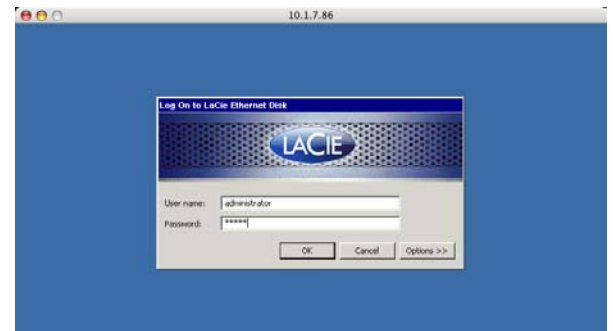 10.1.7.86
Log On to LaCie Ethernet Disk
LACIE
User name: administrator
Password: *****
OK Cancel Options >>